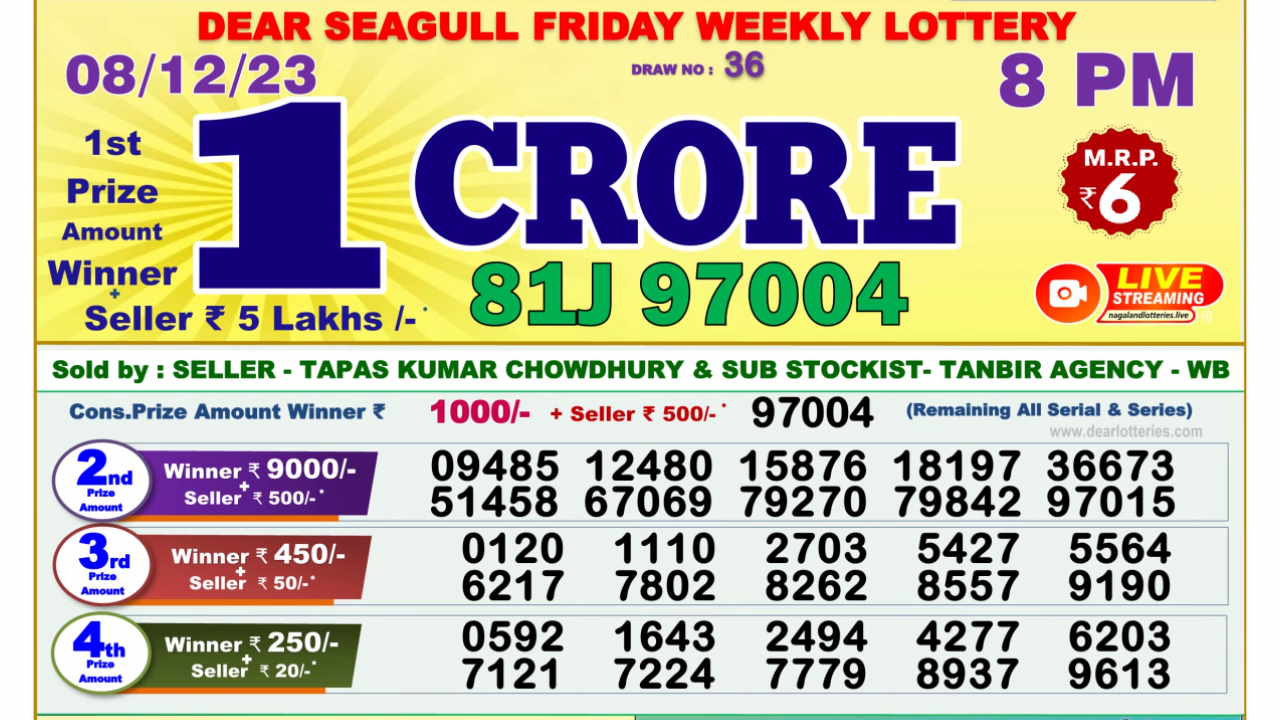 DEAR SEAGULL FRIDAY WEEKLY LOTTERY
08/12/23
DRAW NO : 36
8 PM
1st
Prize
Amount
Winner
+
Seller ₹ 5 Lakhs /-*
1 CRORE
81J 97004
M.R.P.
₹6
LIVE
STREAMING
nagalandlotteries.live
Sold by : SELLER - TAPAS KUMAR CHOWDHURY & SUB STOCKIST- TANBIR AGENCY - WB
Cons.Prize Amount Winner ₹ 1000/- + Seller ₹ 500/-* 97004 (Remaining All Serial & Series)
www.dearlotteries.com
2nd
Prize
Amount
Winner ₹ 9000/-
+
Seller ₹ 500/-*
09485 12480 15876 18197 36673
51458 67069 79270 79842 97015
3rd
Prize
Amount
Winner ₹ 450/-
+
Seller ₹ 50/-*
0120 1110 2703 5427 5564
6217 7802 8262 8557 9190
4th
Prize
Amount
Winner ₹ 250/-
+
Seller ₹ 20/-*
0592 1643 2494 4277 6203
7121 7224 7779 8937 9613